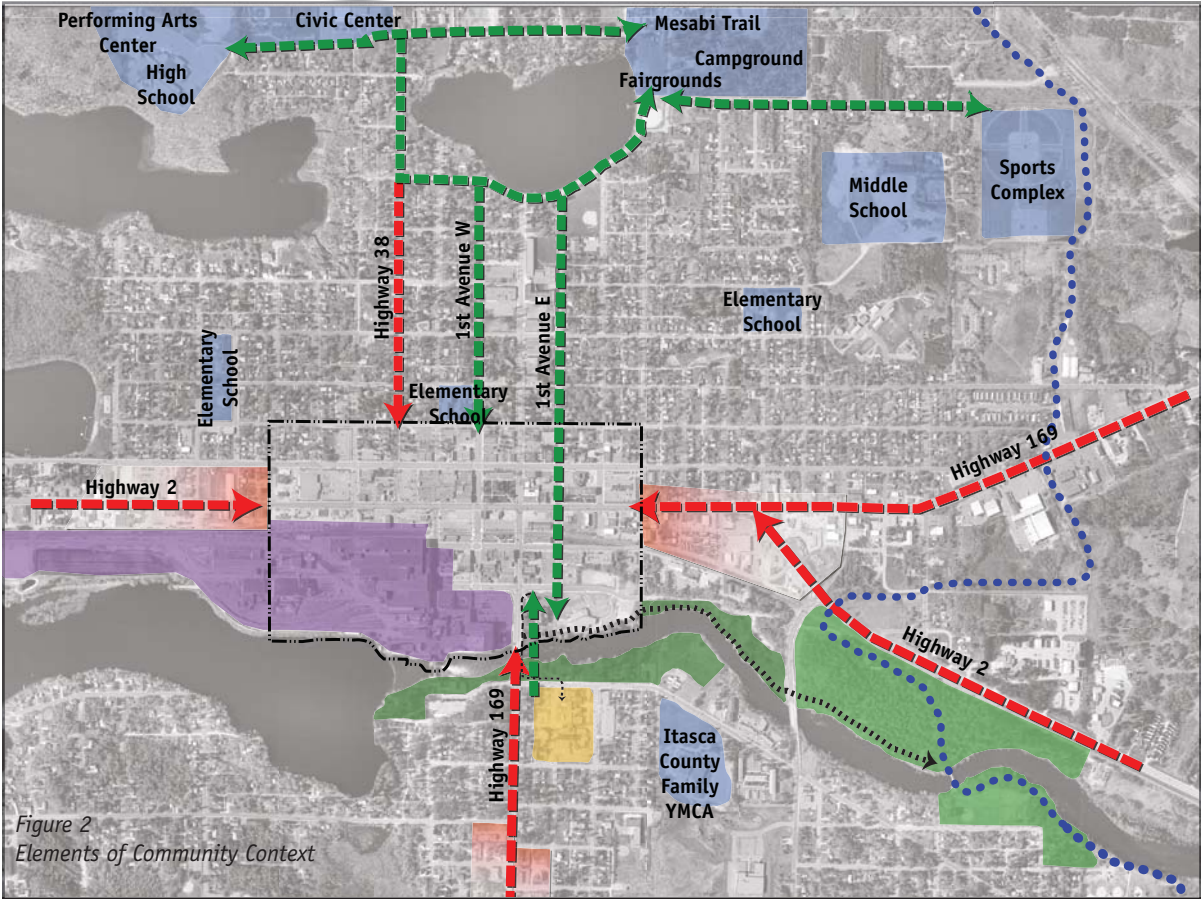 Performing Arts
Center
High
School
Civic Center
Mesabi Trail
Campground
Fairgrounds
Sports
Complex
Middle
School
Highway 38
1st Avenue W
1st Avenue E
Elementary
School
Elementary
School
Elementary
School
Highway 169
Highway 2
Highway 2
Highway 169
Itasca
County
Family
YMCA
Figure 2
Elements of Community Context